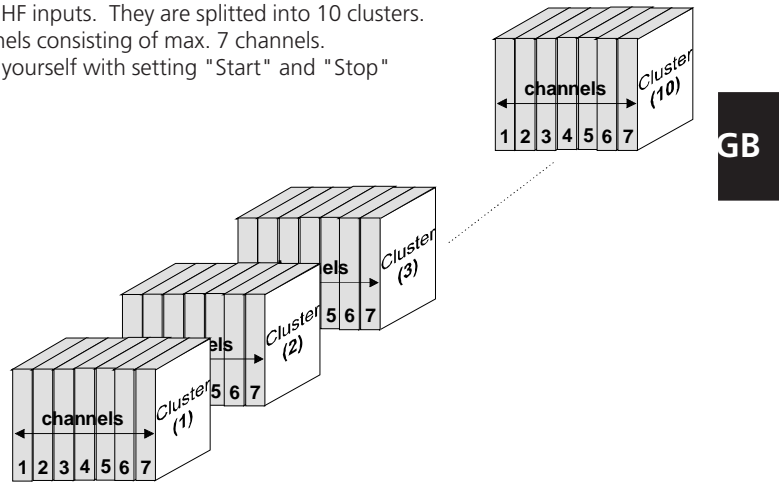 HF inputs. They are splitted into 10 clusters.
nels consisting of max. 7 channels.
yourself with setting "Start" and "Stop"
channels
1 2 3 4 5 6 7
Cluster
(10)
GB
els
5 6 7
Cluster
(3)
els
5 6 7
Cluster
(2)
channels
1 2 3 4 5 6 7
Cluster
(1)